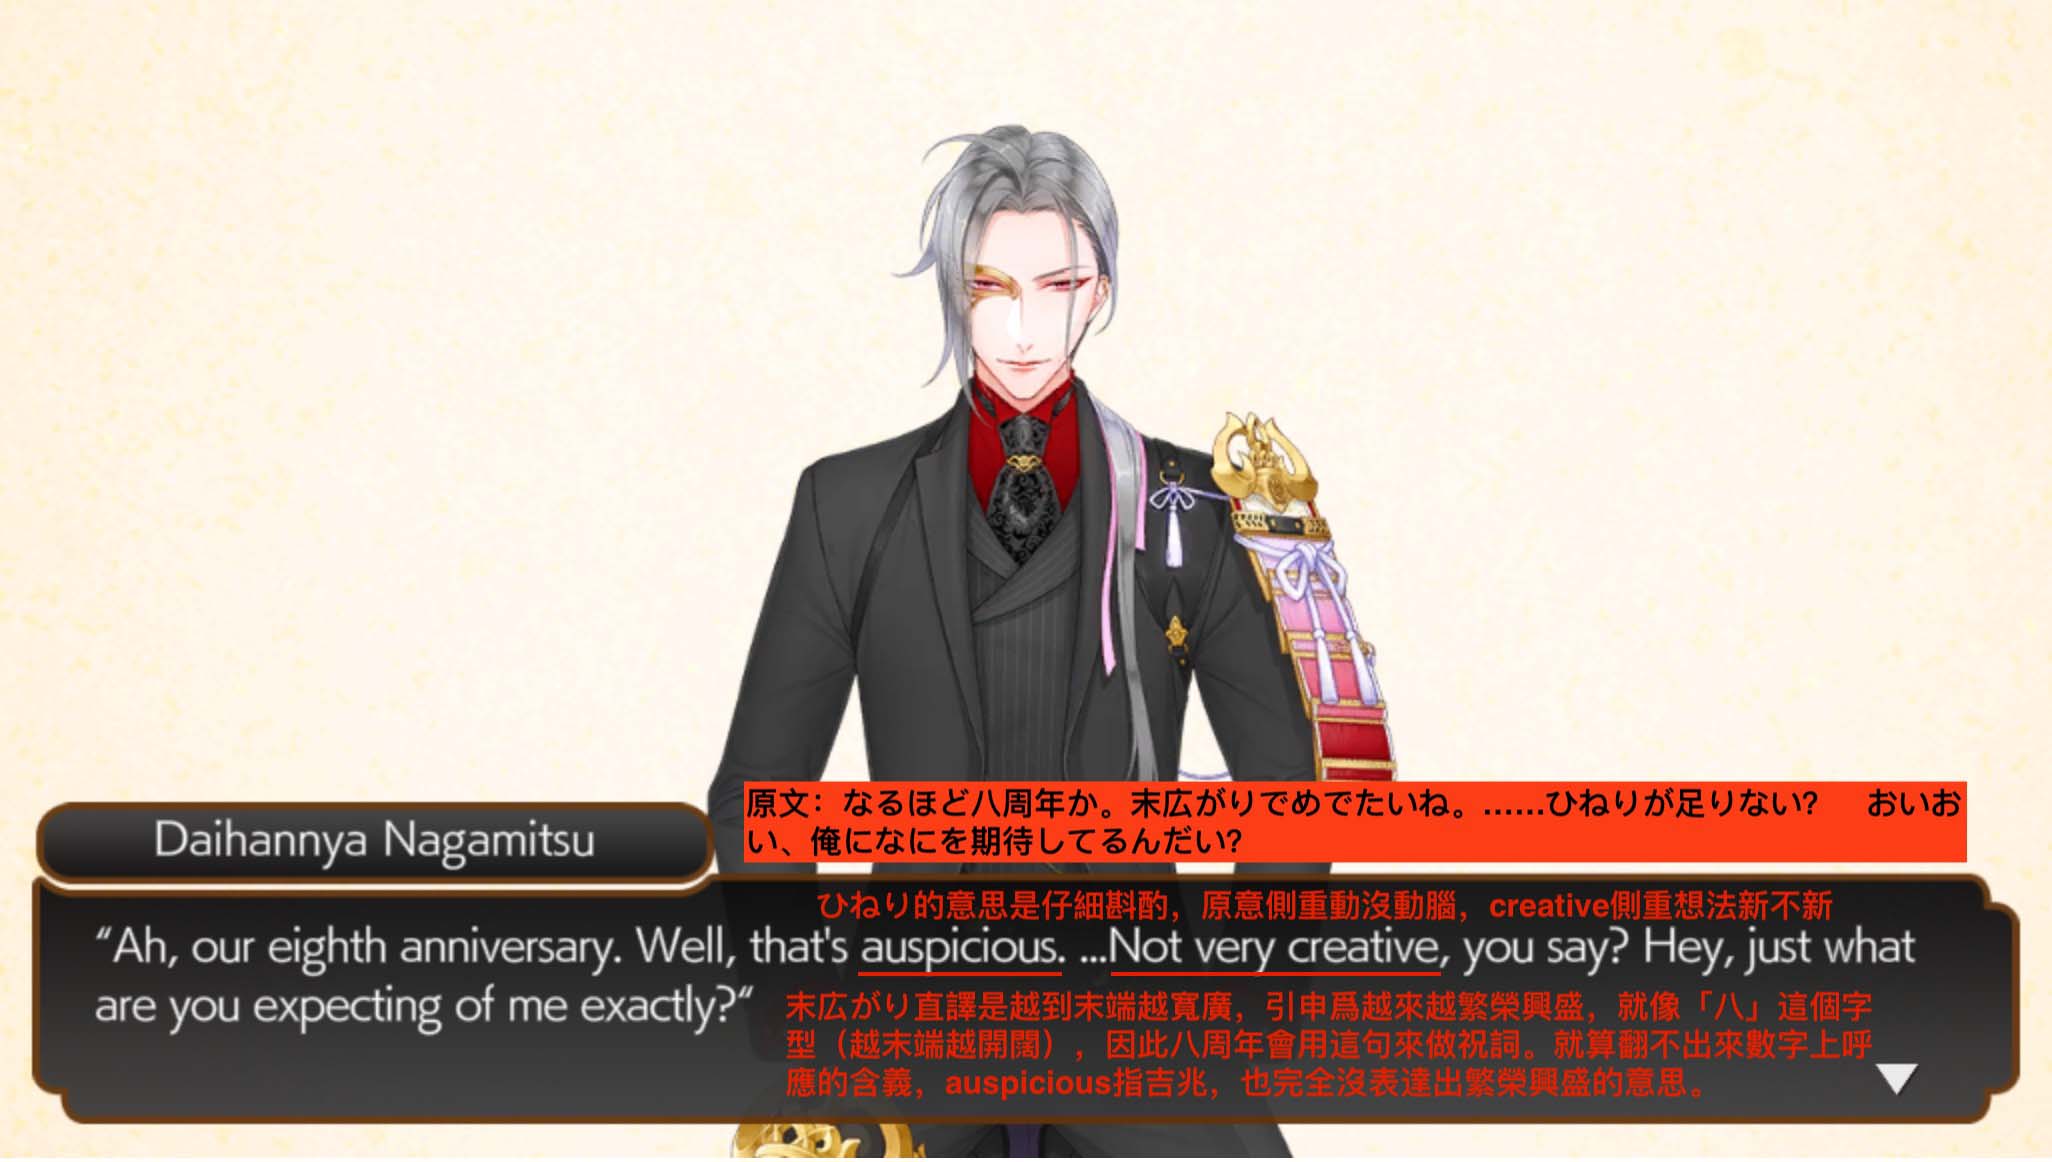 原文：なるほど八周年か。末広がりでめでたいね。……ひねりが足りない？　おいお
い、俺になにを期待してるんだい？
Daihannya Nagamitsu
ひねり的意思是仔細斟酌，原意側重動沒動腦，creative側重想法新不新
“Ah, our eighth anniversary. Well, that's auspicious. ...Not very creative, you say? Hey, just what
are you expecting of me exactly?“
末広がり直譯是越到末端越寬廣，引申爲越來越繁榮興盛，就像「八」這個字
型（越末端越開闊），因此八周年會用這句來做祝詞。就算翻不出來數字上呼
應的含義，auspicious指吉兆，也完全沒表達出繁榮興盛的意思。